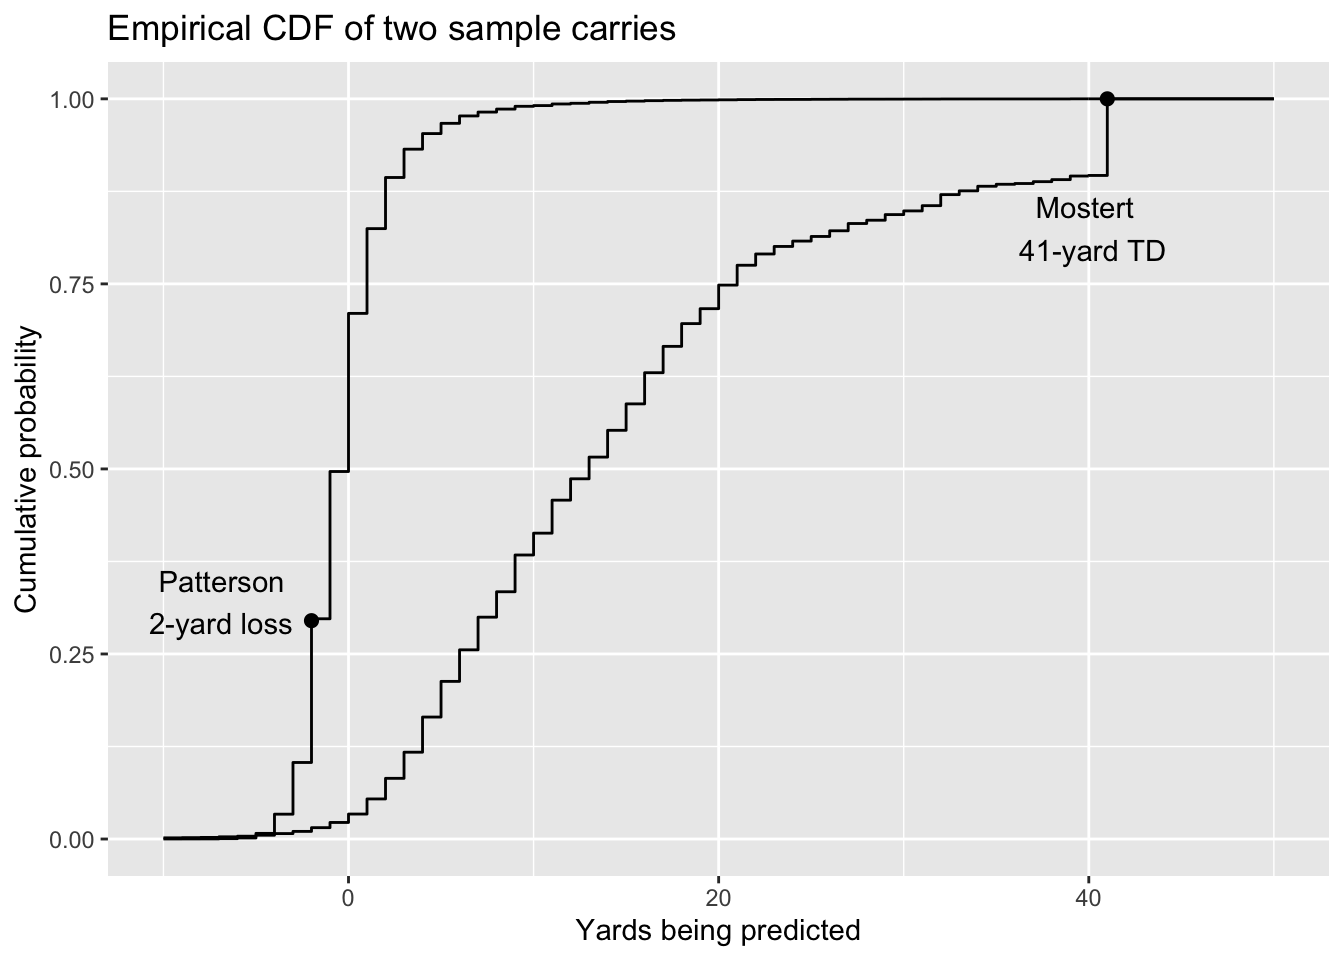 Empirical CDF of two sample carries
Cumulative probability
1.00
0.75
0.50
0.25
0.00
Mostert
41-yard TD
Patterson
2-yard loss
0
20
40
Yards being predicted